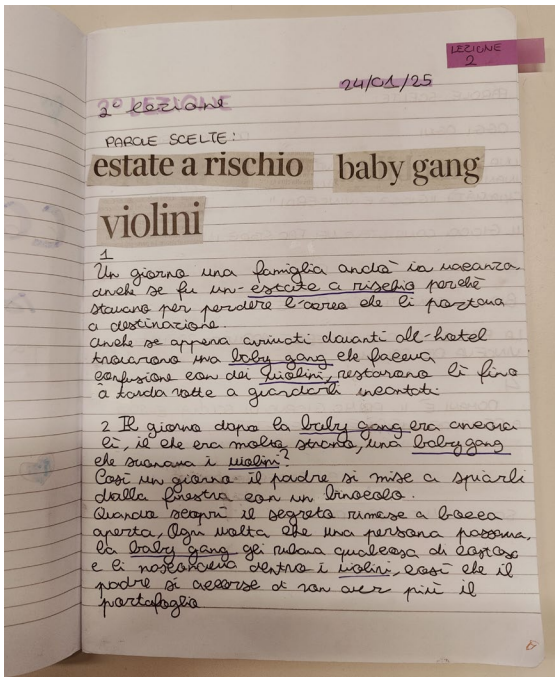 LEZIONE
2
24/01/25
2° LEZIONE
2° lezione
PAROLE SCELTE:
estate a rischio baby gang
violini
1
Un giorno una famiglia andò in vacanza,
anche se fu un-estate a rischio perché
stavano per perdere l-aereo che li portava
a destinazione.
Anche se appena arrivati davanti all-hotel
trovarono una baby gang che faceva
confusione con dei violini, restarono lì fino
a tarda notte a guardarli incantati.
2 Il giorno dopo la baby gang era ancora
lì, il che era molto strano, una baby gang
che suonava i violini?
Così un giorno il padre si mise a spiarli
dalla finestra con un binocolo.
Quando scoprì il segreto rimase a bocca
aperta, Ogni volta che una persona passava,
la baby gang gli rubava qualcosa di costoso
e li nascondeva dentro i violini, così che il
padre si accorse di non aver più il
portafoglio